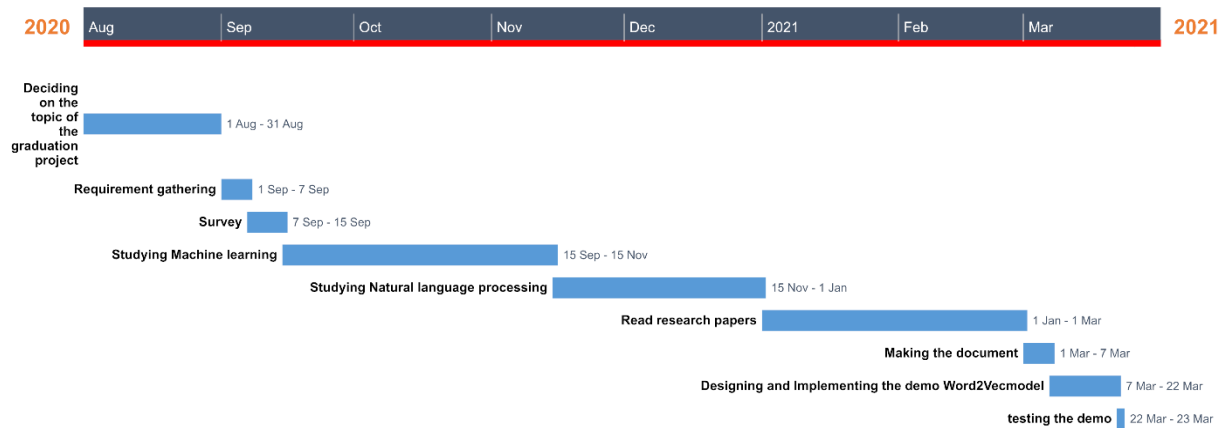 2020 Aug Sep Oct Nov Dec 2021 Feb Mar 2021
Deciding
on the
topic of
the
graduation
project
1 Aug - 31 Aug
Requirement gathering 1 Sep - 7 Sep
Survey 7 Sep - 15 Sep
Studying Machine learning 15 Sep - 15 Nov
Studying Natural language processing 15 Nov - 1 Jan
Read research papers 1 Jan - 1 Mar
Making the document 1 Mar - 7 Mar
Designing and Implementing the demo Word2Vecmodel 7 Mar - 22 Mar
testing the demo 22 Mar - 23 Mar